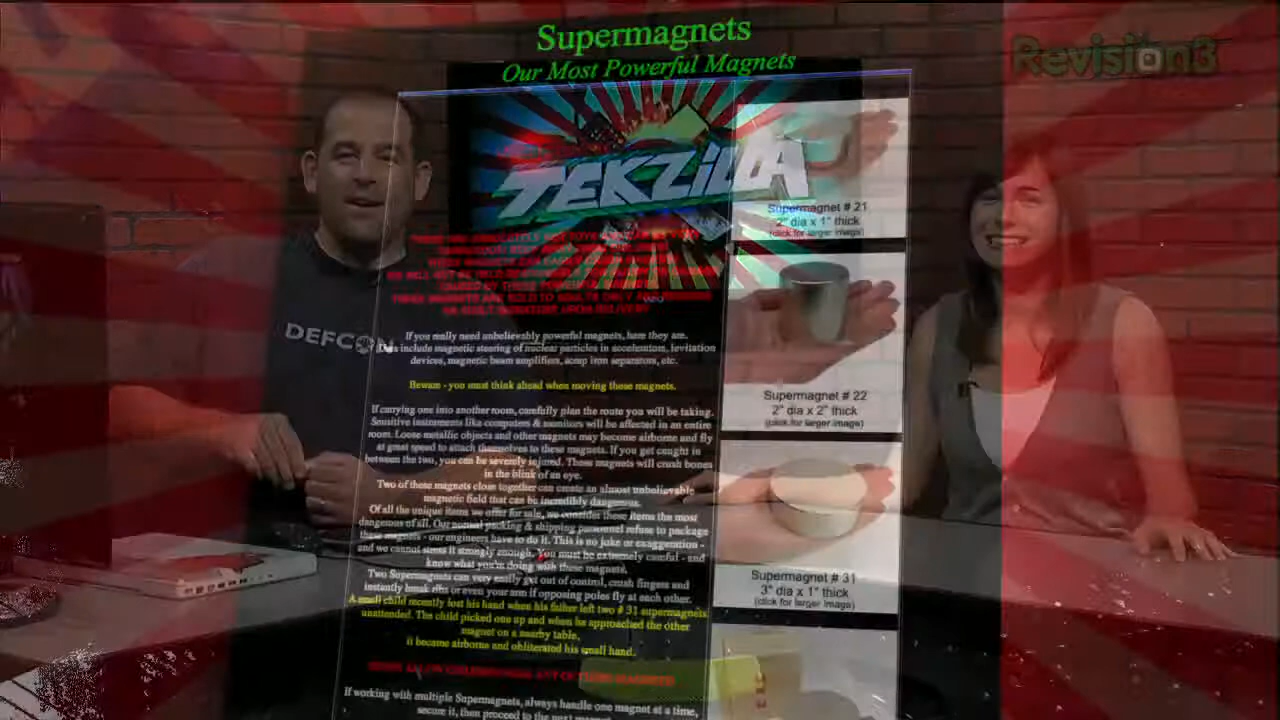 Supermagnets
Our Most Powerful Magnets
Revision3
TEKZILLA
Supermagnet # 21
2" dia x 1" thick
(click for larger image)
DEFCON
If you really need unbelievably powerful magnets, here they are.
include magnetic steering of nuclear particles in accelerators, levitation
devices, magnetic beam amplifiers, scrap iron separators, etc.
Beware - you must think ahead when moving these magnets.
Supermagnet # 22
2" dia x 2" thick
(click for larger image)
If carrying one into another room, carefully plan the route you will be taking.
Sensitive instruments like computers & monitors will be affected in an entire
room. Loose metallic objects and other magnets may become airborne and fly
at great speed to attach themselves to these magnets. If you get caught in
between the two, you can be severely injured. These magnets will crush bones
in the blink of an eye.
Two of these magnets close together can create an almost unbelievable
magnetic field that can be incredibly dangerous.
Of all the unique items we offer for sale, we consider these items the most
dangerous of all. Our normal packing & shipping personnel refuse to package
these magnets - our engineers have to do it. This is no joke or exaggeration -
and we cannot stress it strongly enough. You must be extremely careful - and
know what you're doing with these magnets.
Two Supermagnets can very easily get out of control, crush fingers and
instantly break ribs or even your arm if opposing poles fly at each other.
A small child recently lost his hand when his father left two # 31 supermagnets
unattended. The child picked one up and when he approached the other
magnet on a nearby table,
it became airborne and obliterated his small hand.
Supermagnet # 31
3" dia x 1" thick
(click for larger image)
If working with multiple Supermagnets, always handle one magnet at a time,
secure it, then proceed to the next magnet.